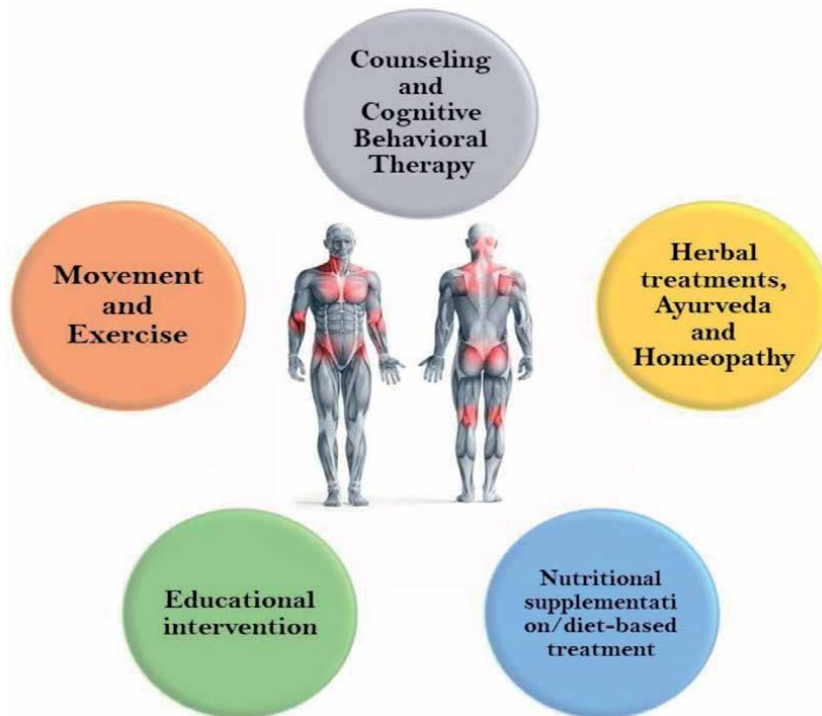 Counseling
and
Cognitive
Behavioral
Therapy
Movement
and
Exercise
Herbal
treatments,
Ayurveda
and
Homeopathy
Educational
intervention
Nutritional
supplementati
on/diet-based
treatment